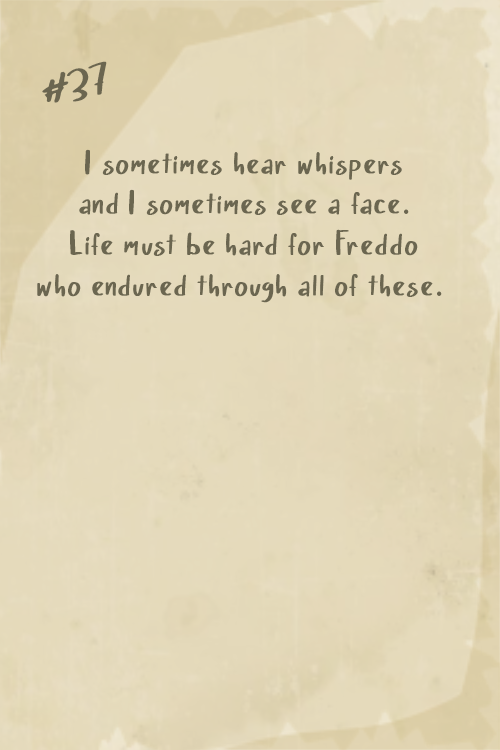 #37
I sometimes hear whispers
and I sometimes see a face.
Life must be hard for Freddo
who endured through all of these.